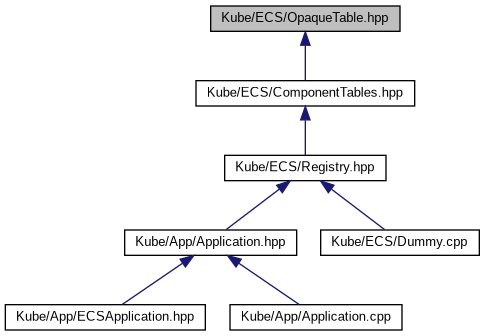 Kube/ECS/OpaqueTable.hpp
Kube/ECS/ComponentTables.hpp
Kube/ECS/Registry.hpp
Kube/App/Application.hpp
Kube/ECS/Dummy.cpp
Kube/App/ECSApplication.hpp
Kube/App/Application.cpp